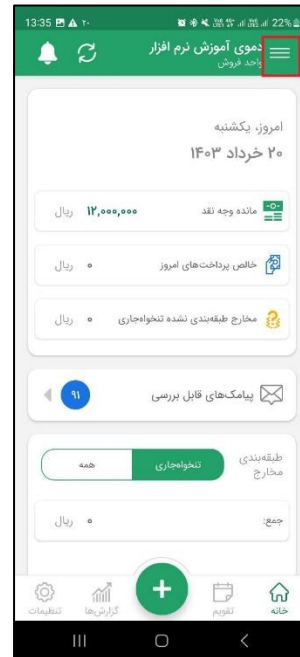 13:35 ۲۰ 22%
دموی آموزش نرم افزار
واحد فروش
امروز، یکشنبه
۲۰ خرداد ۱۴۰۳
مانده وجه نقد ۱۲,۰۰۰,۰۰۰ ریال
خالص پرداخت‌های امروز ۰ ریال
مخارج طبقه‌بندی نشده تنخواه‌جاری ۰ ریال
پیامک‌های قابل بررسی ۹۱
طبقه‌بندی مخارج
تنخواه‌جاری همه
جمع: ۰ ریال
خانه تقویم + گزارش‌ها تنظیمات